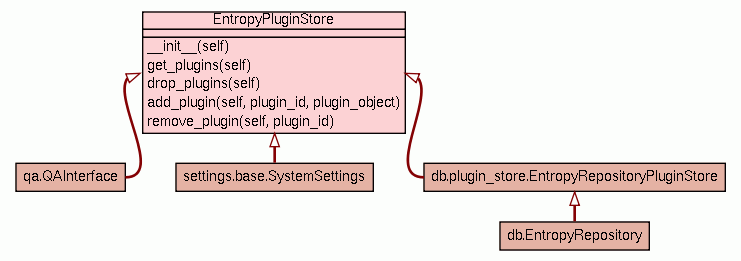 EntropyPluginStore
__init__(self)
get_plugins(self)
drop_plugins(self)
add_plugin(self, plugin_id, plugin_object)
remove_plugin(self, plugin_id)
qa.QAInterface
settings.base.SystemSettings
db.plugin_store.EntropyRepositoryPluginStore
db.EntropyRepository